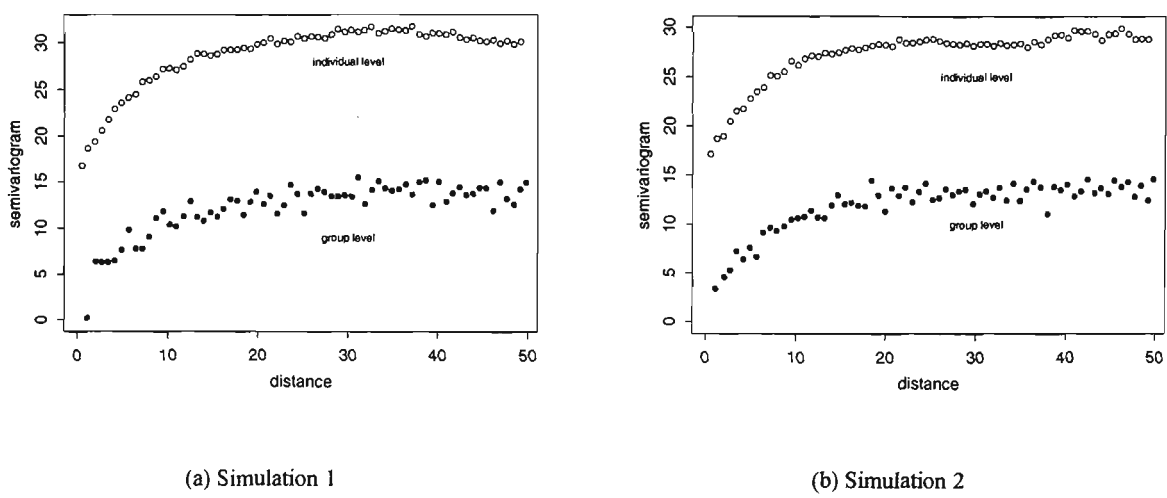 30
25
20
15
10
5
0
semivariogram
individual level
group level
0 10 20 30 40 50
distance
(a) Simulation 1
30
25
20
15
10
5
0
semivariogram
individual level
group level
0 10 20 30 40 50
distance
(b) Simulation 2